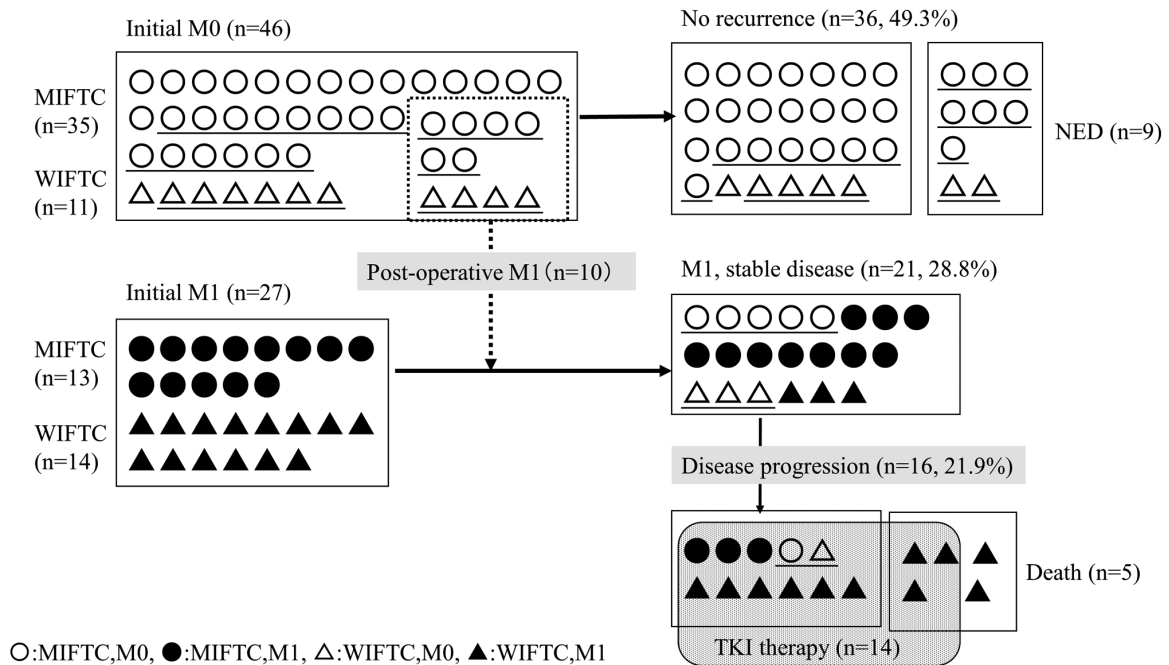 Initial M0 (n=46)
No recurrence (n=36, 49.3%)
MIFTC
(n=35)
WIFTC
(n=11)
NED (n=9)
Post-operative M1(n=10)
Initial M1 (n=27)
M1, stable disease (n=21, 28.8%)
MIFTC
(n=13)
WIFTC
(n=14)
Disease progression (n=16, 21.9%)
Death (n=5)
TKI therapy (n=14)
○:MIFTC,M0, ●:MIFTC,M1, △:WIFTC,M0, ▲:WIFTC,M1